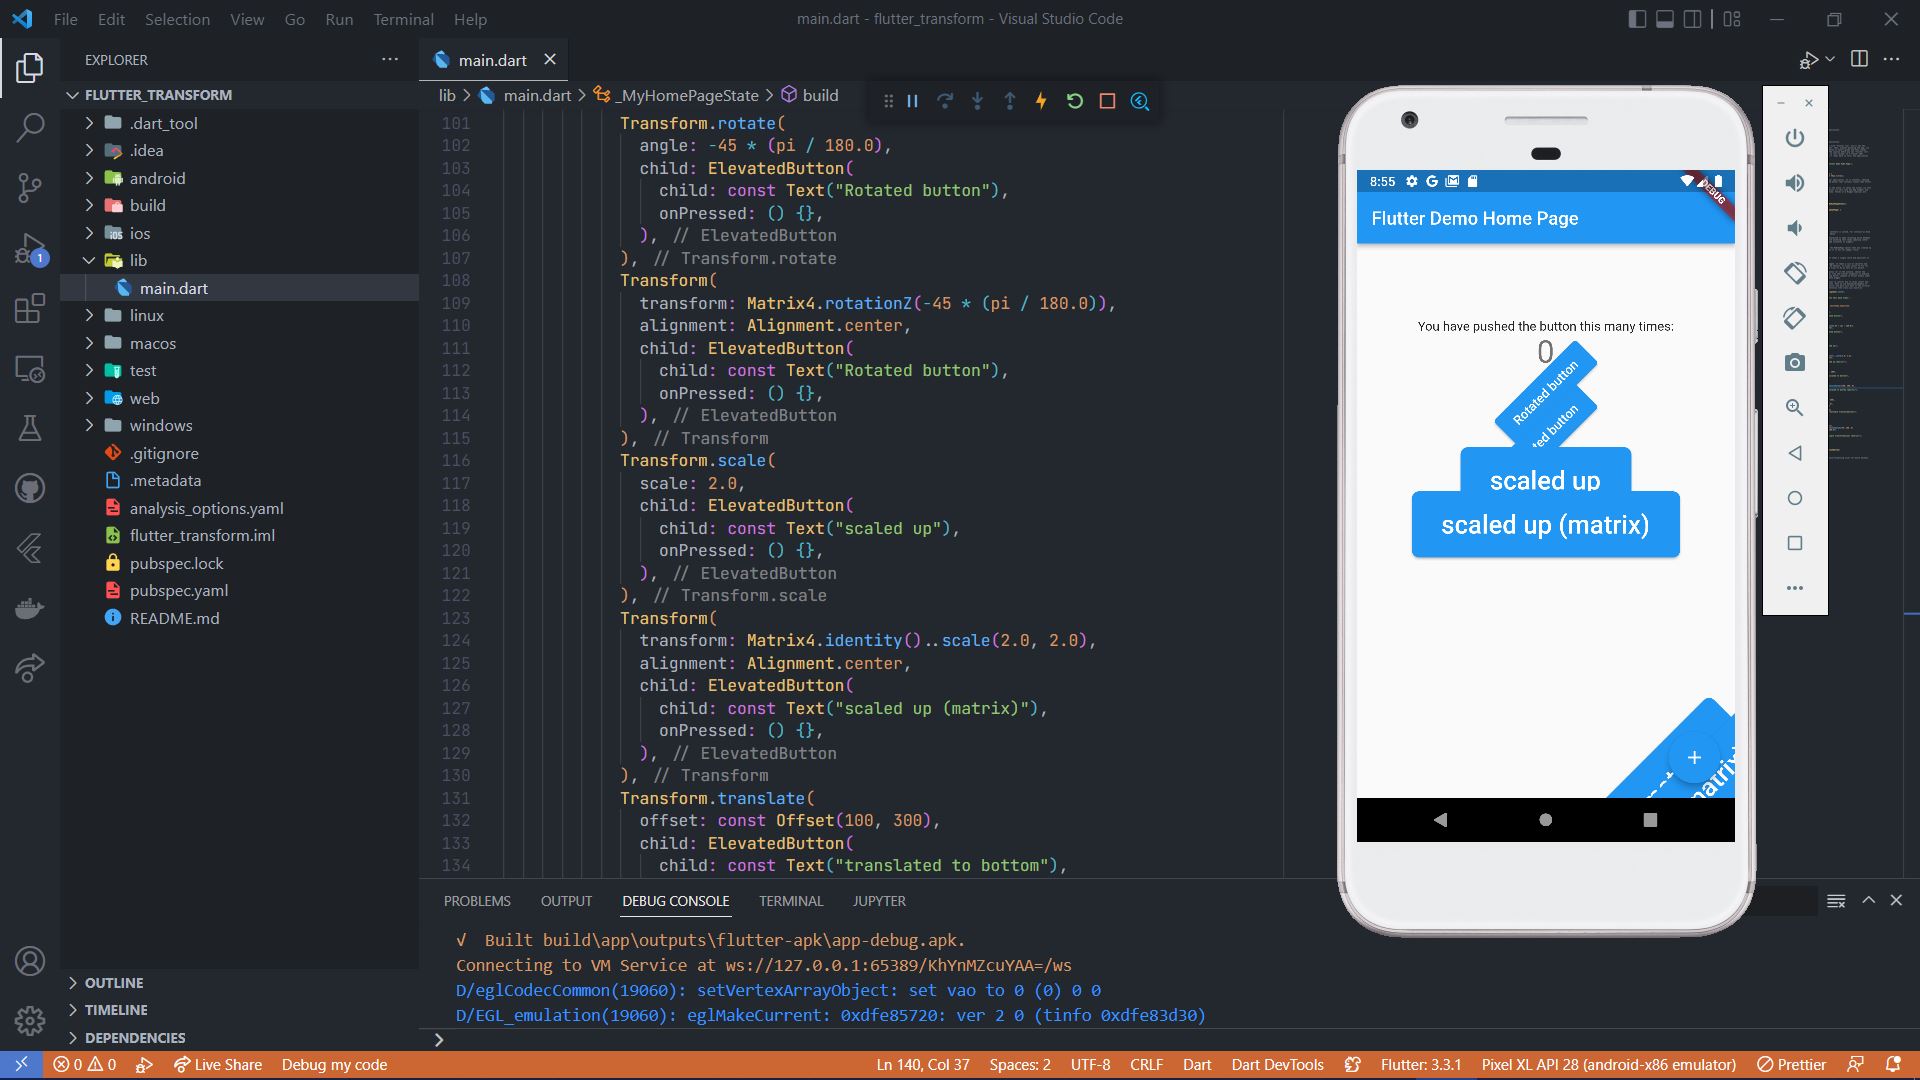 File Edit Selection View Go Run Terminal Help
main.dart - flutter_transform - Visual Studio Code
EXPLORER
FLUTTER_TRANSFORM
.dart_tool
.idea
android
build
ios
lib
main.dart
linux
macos
test
web
windows
.gitignore
.metadata
analysis_options.yaml
flutter_transform.iml
pubspec.lock
pubspec.yaml
README.md
OUTLINE
TIMELINE
DEPENDENCIES
1
main.dart
lib > main.dart > _MyHomePageState > build
101 Transform.rotate(
102 angle: -45 * (pi / 180.0),
103 child: ElevatedButton(
104 child: const Text("Rotated button"),
105 onPressed: () {},
106 ), // ElevatedButton
107 ), // Transform.rotate
108 Transform(
109 transform: Matrix4.rotationZ(-45 * (pi / 180.0)),
110 alignment: Alignment.center,
111 child: ElevatedButton(
112 child: const Text("Rotated button"),
113 onPressed: () {},
114 ), // ElevatedButton
115 ), // Transform
116 Transform.scale(
117 scale: 2.0,
118 child: ElevatedButton(
119 child: const Text("scaled up"),
120 onPressed: () {},
121 ), // ElevatedButton
122 ), // Transform.scale
123 Transform(
124 transform: Matrix4.identity()..scale(2.0, 2.0),
125 alignment: Alignment.center,
126 child: ElevatedButton(
127 child: const Text("scaled up (matrix)"),
128 onPressed: () {},
129 ), // ElevatedButton
130 ), // Transform
131 Transform.translate(
132 offset: const Offset(100, 300),
133 child: ElevatedButton(
134 child: const Text("translated to bottom"),
8:55
DEBUG
Flutter Demo Home Page
You have pushed the button this many times:
0
Rotated button
ted button
scaled up
scaled up (matrix)
matrix
PROBLEMS OUTPUT DEBUG CONSOLE TERMINAL JUPYTER
√ Built build\app\outputs\flutter-apk\app-debug.apk.
Connecting to VM Service at ws://127.0.0.1:65389/KhYnMZcuYAA=/ws
D/eglCodecCommon(19060): setVertexArrayObject: set vao to 0 (0) 0 0
D/EGL_emulation(19060): eglMakeCurrent: 0xdfe85720: ver 2 0 (tinfo 0xdfe83d30)
0 0 Live Share Debug my code Ln 140, Col 37 Spaces: 2 UTF-8 CRLF Dart Dart DevTools Flutter: 3.3.1 Pixel XL API 28 (android-x86 emulator) Prettier